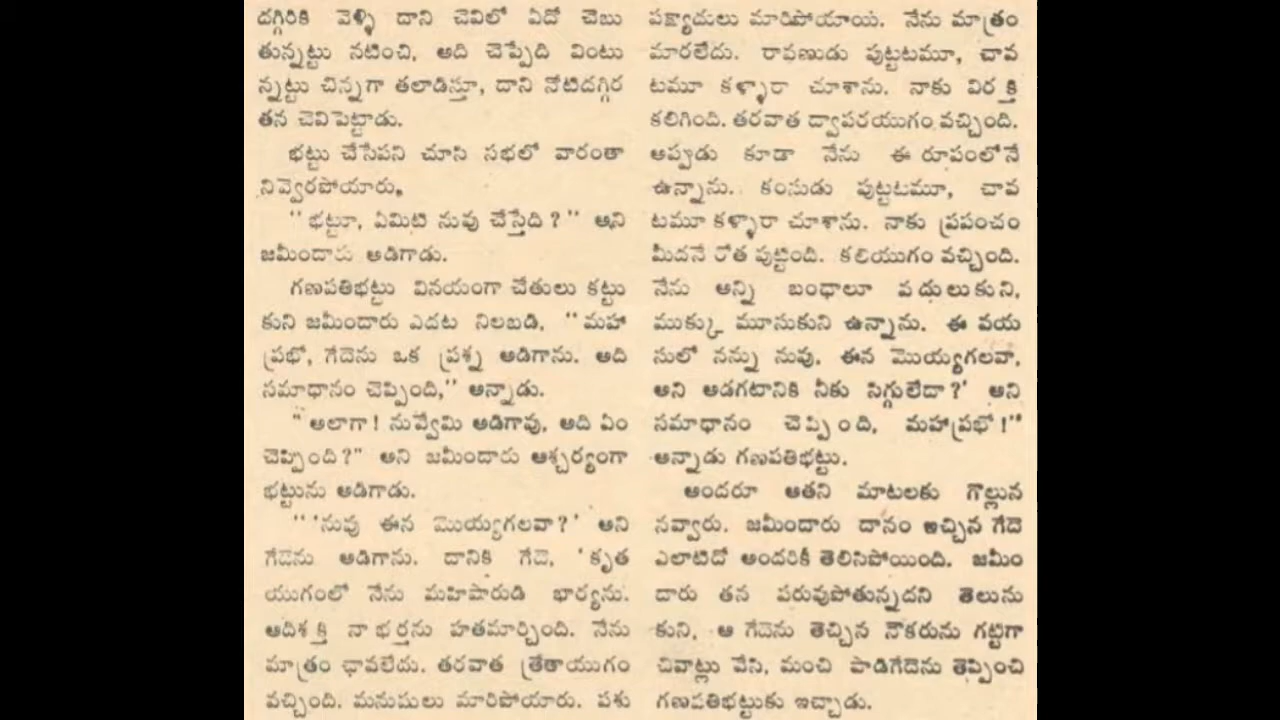 దగ్గిరికి వెళ్ళి దాని చెవిలో ఏదో చెబు
తున్నట్టు నటించి, అది చెప్పేది వింటు
న్నట్టు చిన్నగా తలాడిస్తూ, దాని నోటిదగ్గిర
తన చెవిపెట్టాడు.
భట్టు చేసేపని చూసి సభలో వారంతా
నివ్వెరపోయారు.
"భట్టూ, ఏమిటి నువు చేస్తేది?" అని
జమీందారు అడిగాడు.
గణపతిభట్టు వినయంగా చేతులు కట్టు
కుని జమీందారు ఎదట నిలబడి, "మహా
ప్రభో, గేదెను ఒక ప్రశ్న అడిగాను. అది
సమాధానం చెప్పింది," అన్నాడు.
"అలాగా! నువ్వేమి అడిగావు, అది ఏం
చెప్పింది?" అని జమీందారు ఆశ్చర్యంగా
భట్టును అడిగాడు.
"'నువు ఈన మొయ్యగలవా?' అని
గేదెను అడిగాను. దానికి గేదె, 'కృత
యుగంలో నేను మహిషారుడి భార్యను.
ఆదిశక్తి నా భర్తను హతమార్చింది. నేను
మాత్రం చావలేదు. తరవాత త్రేతాయుగం
వచ్చింది. మనుషులు మారిపోయారు. పశు
పక్ష్యాదులు మారిపోయాయి. నేను మాత్రం
మారలేదు. రావణుడు పుట్టటమూ, చావ
టమూ కళ్ళారా చూశాను. నాకు విరక్తి
కలిగింది. తరవాత ద్వాపరయుగం వచ్చింది.
అప్పడు కూడా నేను ఈ రూపంలోనే
ఉన్నాను. కంసుడు పుట్టటమూ, చావ
టమూ కళ్ళారా చూశాను. నాకు ప్రపంచం
మీదనే రోత పుట్టింది. కలియుగం వచ్చింది.
నేను అన్ని బంధాలూ వదులుకుని,
ముక్కు మూనుకుని ఉన్నాను. ఈ వయ
సులో నన్ను నువు, ఈన మొయ్యగలవా,
అని అడగటానికి నీకు సిగ్గులేదా?' అని
సమాధానం చెప్పింది, మహాప్రభో!"
అన్నాడు గణపతిభట్టు.
అందరూ అతని మాటలకు గొల్లున
నవ్వారు. జమీందారు దానం ఇచ్చిన గేదె
ఎలాటిదో అందరికీ తెలిసిపోయింది. జమీం
దారు తన పరువుపోతున్నదని తెలును
కుని, ఆ గేదెను తెచ్చిన నౌకరును గట్టిగా
చివాట్లు వేసి, మంచి పాడిగేదెను తెప్పించి
గణపతిభట్టుకు ఇచ్చాడు.